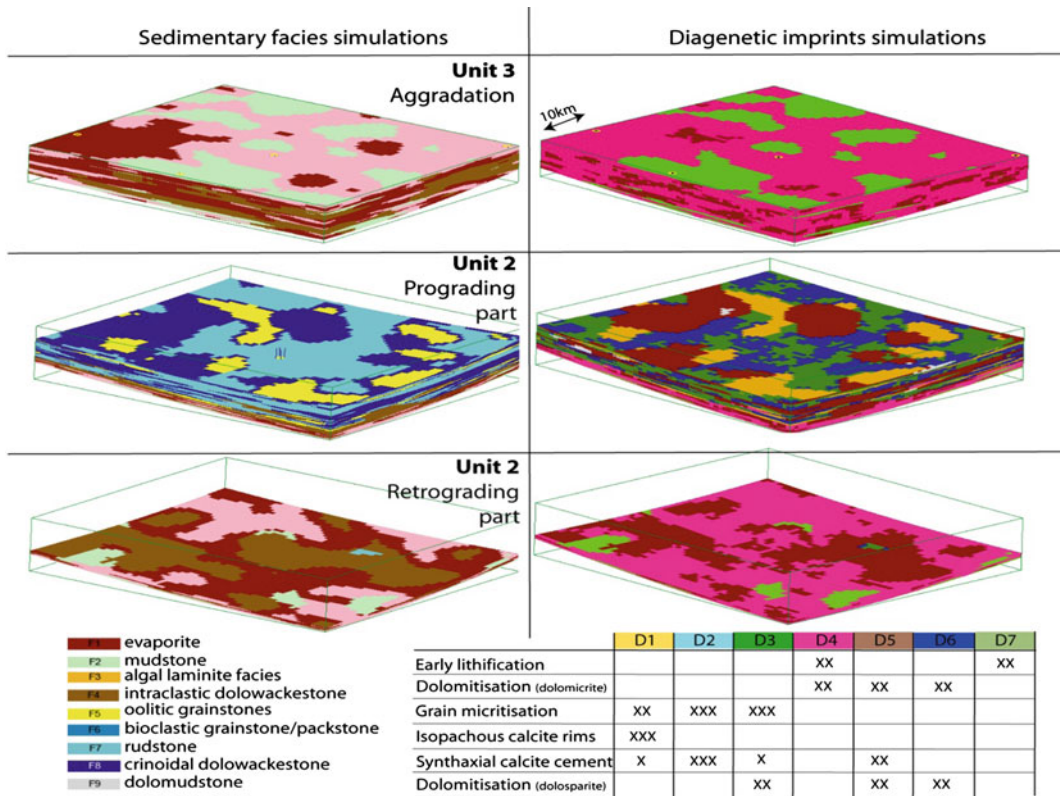 Sedimentary facies simulations
Diagenetic imprints simulations
Unit 3
Aggradation
10km
Unit 2
Prograding
part
Unit 2
Retrograding
part
F1 evaporite
F2 mudstone
F3 algal laminite facies
F4 intraclastic dolowackestone
F5 oolitic grainstones
F6 bioclastic grainstone/packstone
F7 rudstone
F8 crinoidal dolowackestone
F9 dolomudstone
D1 D2 D3 D4 D5 D6 D7
Early lithification XX XX
Dolomitisation (dolomicrite) XX XX XX
Grain micritisation XX XXX XXX
Isopachous calcite rims XXX
Synthaxial calcite cement X XXX X XX
Dolomitisation (dolosparite) XX XX XX